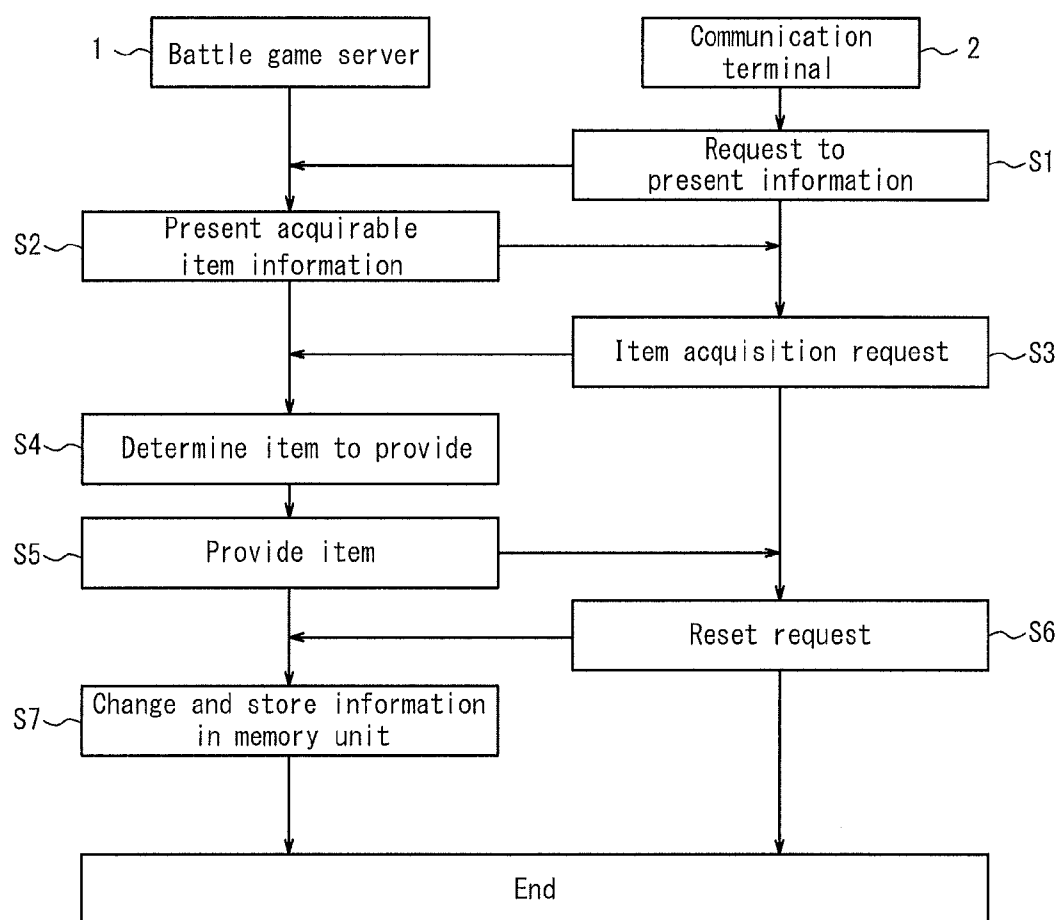 1
Battle game server
Communication
terminal
2
Request to
present information
S1
S2
Present acquirable
item information
Item acquisition request
S3
S4
Determine item to provide
S5
Provide item
Reset request
S6
S7
Change and store information
in memory unit
End